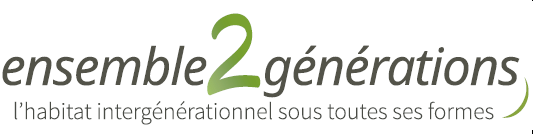 ensemble2générations
l'habitat intergénérationnel sous toutes ses formes